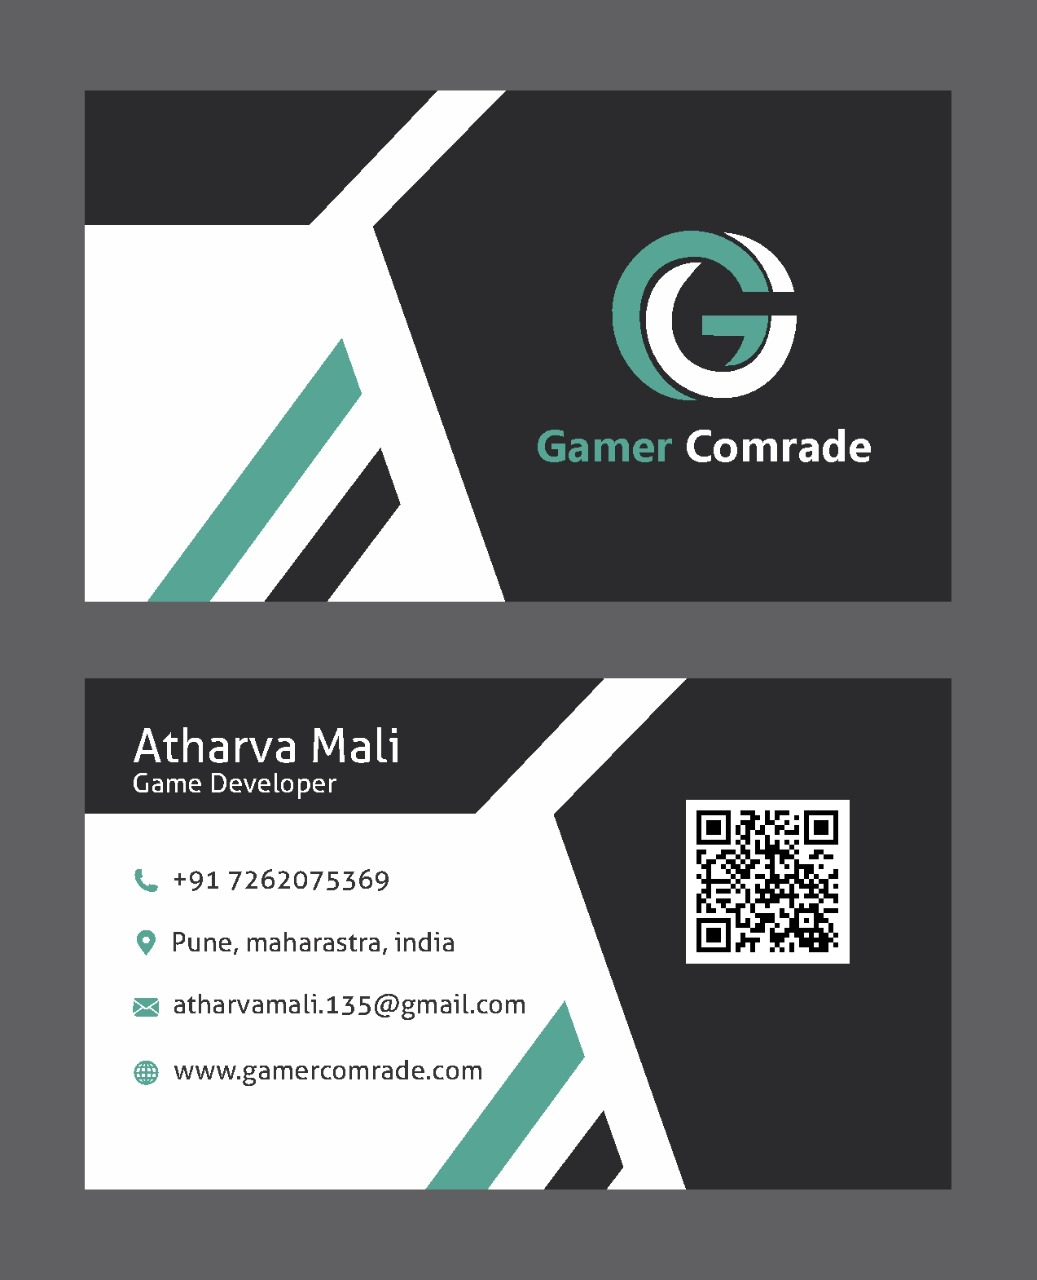 Gamer Comrade
Atharva Mali
Game Developer
+91 7262075369
Pune, maharastra, india
atharvamali.135@gmail.com
www.gamercomrade.com